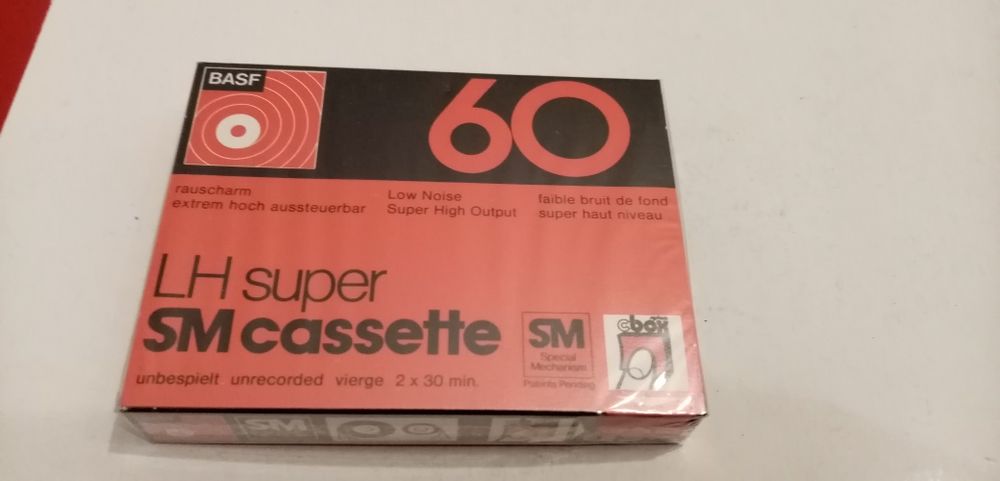 BASF
60
rauscharm
extrem hoch aussteuerbar
Low Noise
Super High Output
faible bruit de fond
super haut niveau
LH super
SM cassette
unbespielt unrecorded vierge 2 x 30 min.
SM
Special
Mechanism
Patents Pending
cbox
SM